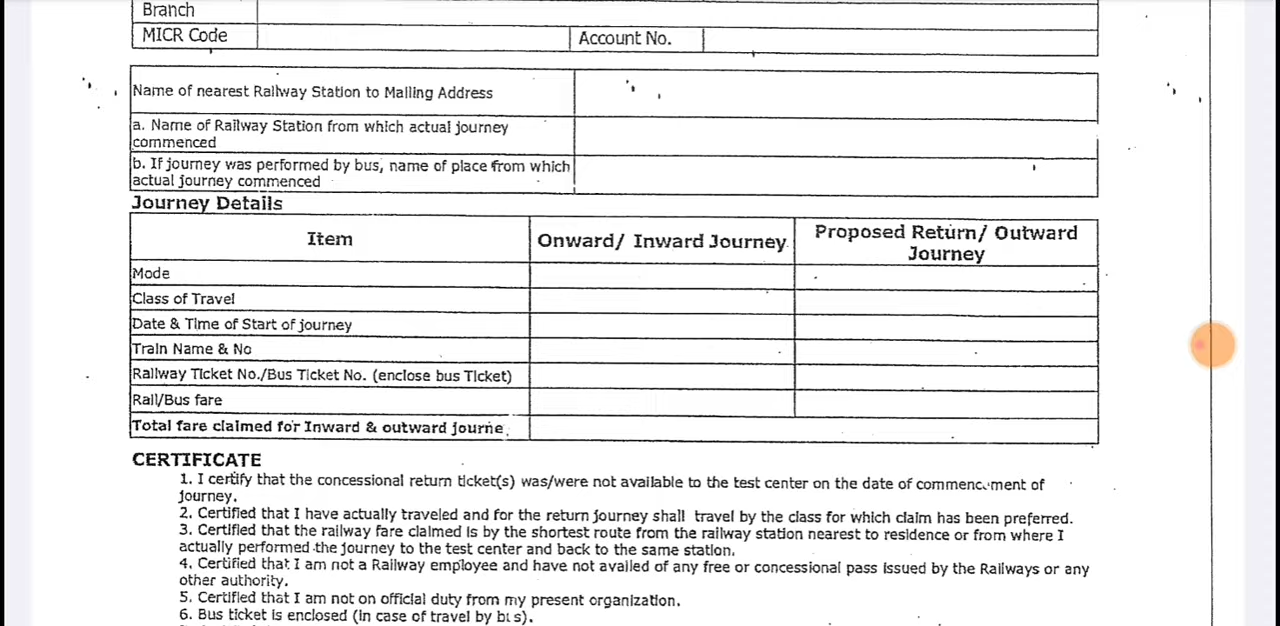 Branch
MICR Code Account No.
Name of nearest Railway Station to Mailing Address
a. Name of Railway Station from which actual journey
commenced
b. If journey was performed by bus, name of place from which
actual journey commenced
Journey Details
Item Onward/ Inward Journey Proposed Return/ Outward
Journey
Mode
Class of Travel
Date & Time of Start of journey
Train Name & No
Railway Ticket No./Bus Ticket No. (enclose bus Ticket)
Rail/Bus fare
Total fare claimed for Inward & outward journe
CERTIFICATE
1. I certify that the concessional return ticket(s) was/were not available to the test center on the date of commencement of
journey.
2. Certified that I have actually traveled and for the return journey shall travel by the class for which claim has been preferred.
3. Certified that the railway fare claimed is by the shortest route from the railway station nearest to residence or from where I
actually performed the journey to the test center and back to the same station.
4. Certified that I am not a Railway employee and have not availed of any free or concessional pass issued by the Railways or any
other authority.
5. Certified that I am not on official duty from my present organization.
6. Bus ticket is enclosed (in case of travel by bus).